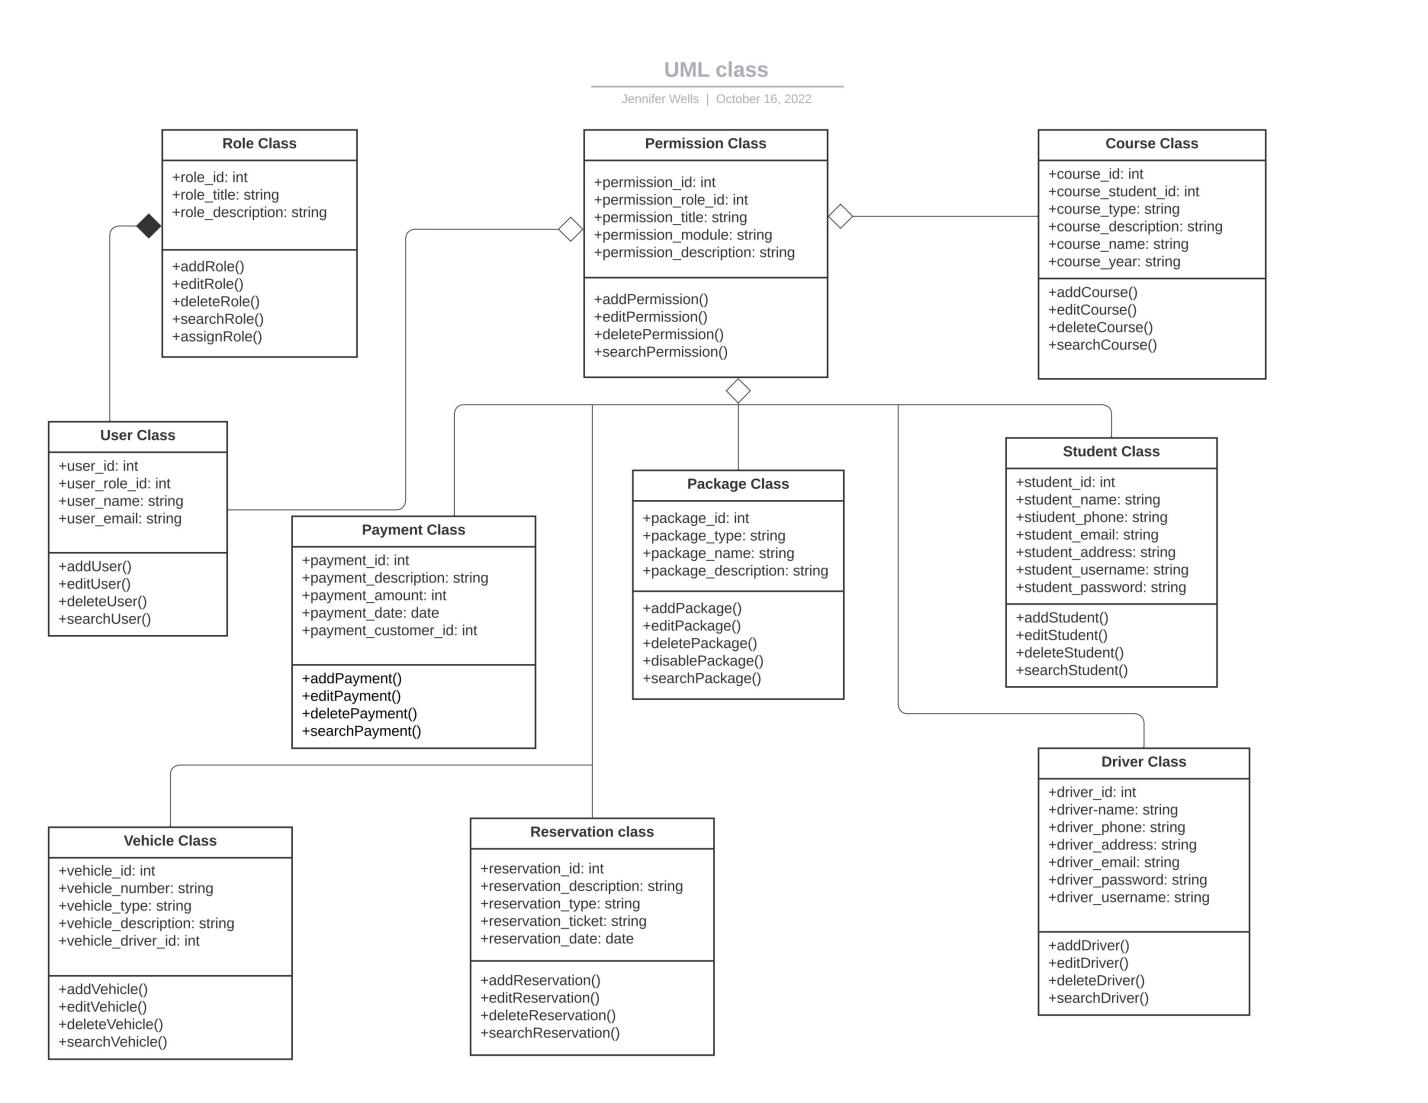 UML class
Jennifer Wells | October 16, 2022
Role Class
+role_id: int
+role_title: string
+role_description: string
+addRole()
+editRole()
+deleteRole()
+searchRole()
+assignRole()
Permission Class
+permission_id: int
+permission_role_id: int
+permission_title: string
+permission_module: string
+permission_description: string
+addPermission()
+editPermission()
+deletePermission()
+searchPermission()
Course Class
+course_id: int
+course_student_id: int
+course_type: string
+course_description: string
+course_name: string
+course_year: string
+addCourse()
+editCourse()
+deleteCourse()
+searchCourse()
User Class
+user_id: int
+user_role_id: int
+user_name: string
+user_email: string
+addUser()
+editUser()
+deleteUser()
+searchUser()
Payment Class
+payment_id: int
+payment_description: string
+payment_amount: int
+payment_date: date
+payment_customer_id: int
+addPayment()
+editPayment()
+deletePayment()
+searchPayment()
Package Class
+package_id: int
+package_type: string
+package_name: string
+package_description: string
+addPackage()
+editPackage()
+deletePackage()
+disablePackage()
+searchPackage()
Student Class
+student_id: int
+student_name: string
+stiudent_phone: string
+student_email: string
+student_address: string
+student_username: string
+student_password: string
+addStudent()
+editStudent()
+deleteStudent()
+searchStudent()
Vehicle Class
+vehicle_id: int
+vehicle_number: string
+vehicle_type: string
+vehicle_description: string
+vehicle_driver_id: int
+addVehicle()
+editVehicle()
+deleteVehicle()
+searchVehicle()
Reservation class
+reservation_id: int
+reservation_description: string
+reservation_type: string
+reservation_ticket: string
+reservation_date: date
+addReservation()
+editReservation()
+deleteReservation()
+searchReservation()
Driver Class
+driver_id: int
+driver-name: string
+driver_phone: string
+driver_address: string
+driver_email: string
+driver_password: string
+driver_username: string
+addDriver()
+editDriver()
+deleteDriver()
+searchDriver()